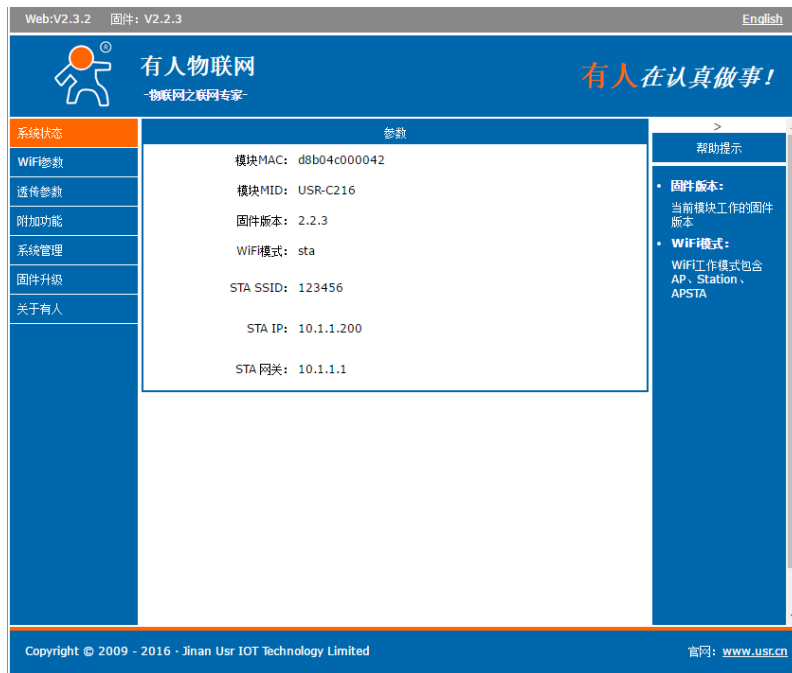 Web:V2.3.2 固件: V2.2.3 English
®
有人物联网
-物联网之联网专家-
有人在认真做事!
系统状态
WiFi参数
透传参数
附加功能
系统管理
固件升级
关于有人
参数
模块MAC: d8b04c000042
模块MID: USR-C216
固件版本: 2.2.3
WiFi模式: sta
STA SSID: 123456
STA IP: 10.1.1.200
STA 网关: 10.1.1.1
>
帮助提示
• 固件版本:
当前模块工作的固件
版本
• WiFi模式:
WiFi工作模式包含
AP、Station、
APSTA
Copyright © 2009 - 2016 · Jinan Usr IOT Technology Limited
官网: www.usr.cn